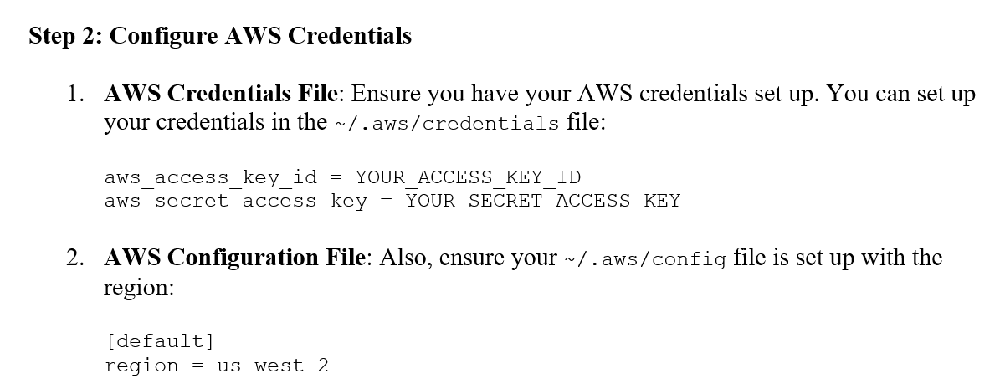 Step 2: Configure AWS Credentials
1. AWS Credentials File: Ensure you have your AWS credentials set up. You can set up
your credentials in the ~/.aws/credentials file:
aws_access_key_id = YOUR_ACCESS_KEY_ID
aws_secret_access_key = YOUR_SECRET_ACCESS_KEY
2. AWS Configuration File: Also, ensure your ~/.aws/config file is set up with the
region:
[default]
region = us-west-2